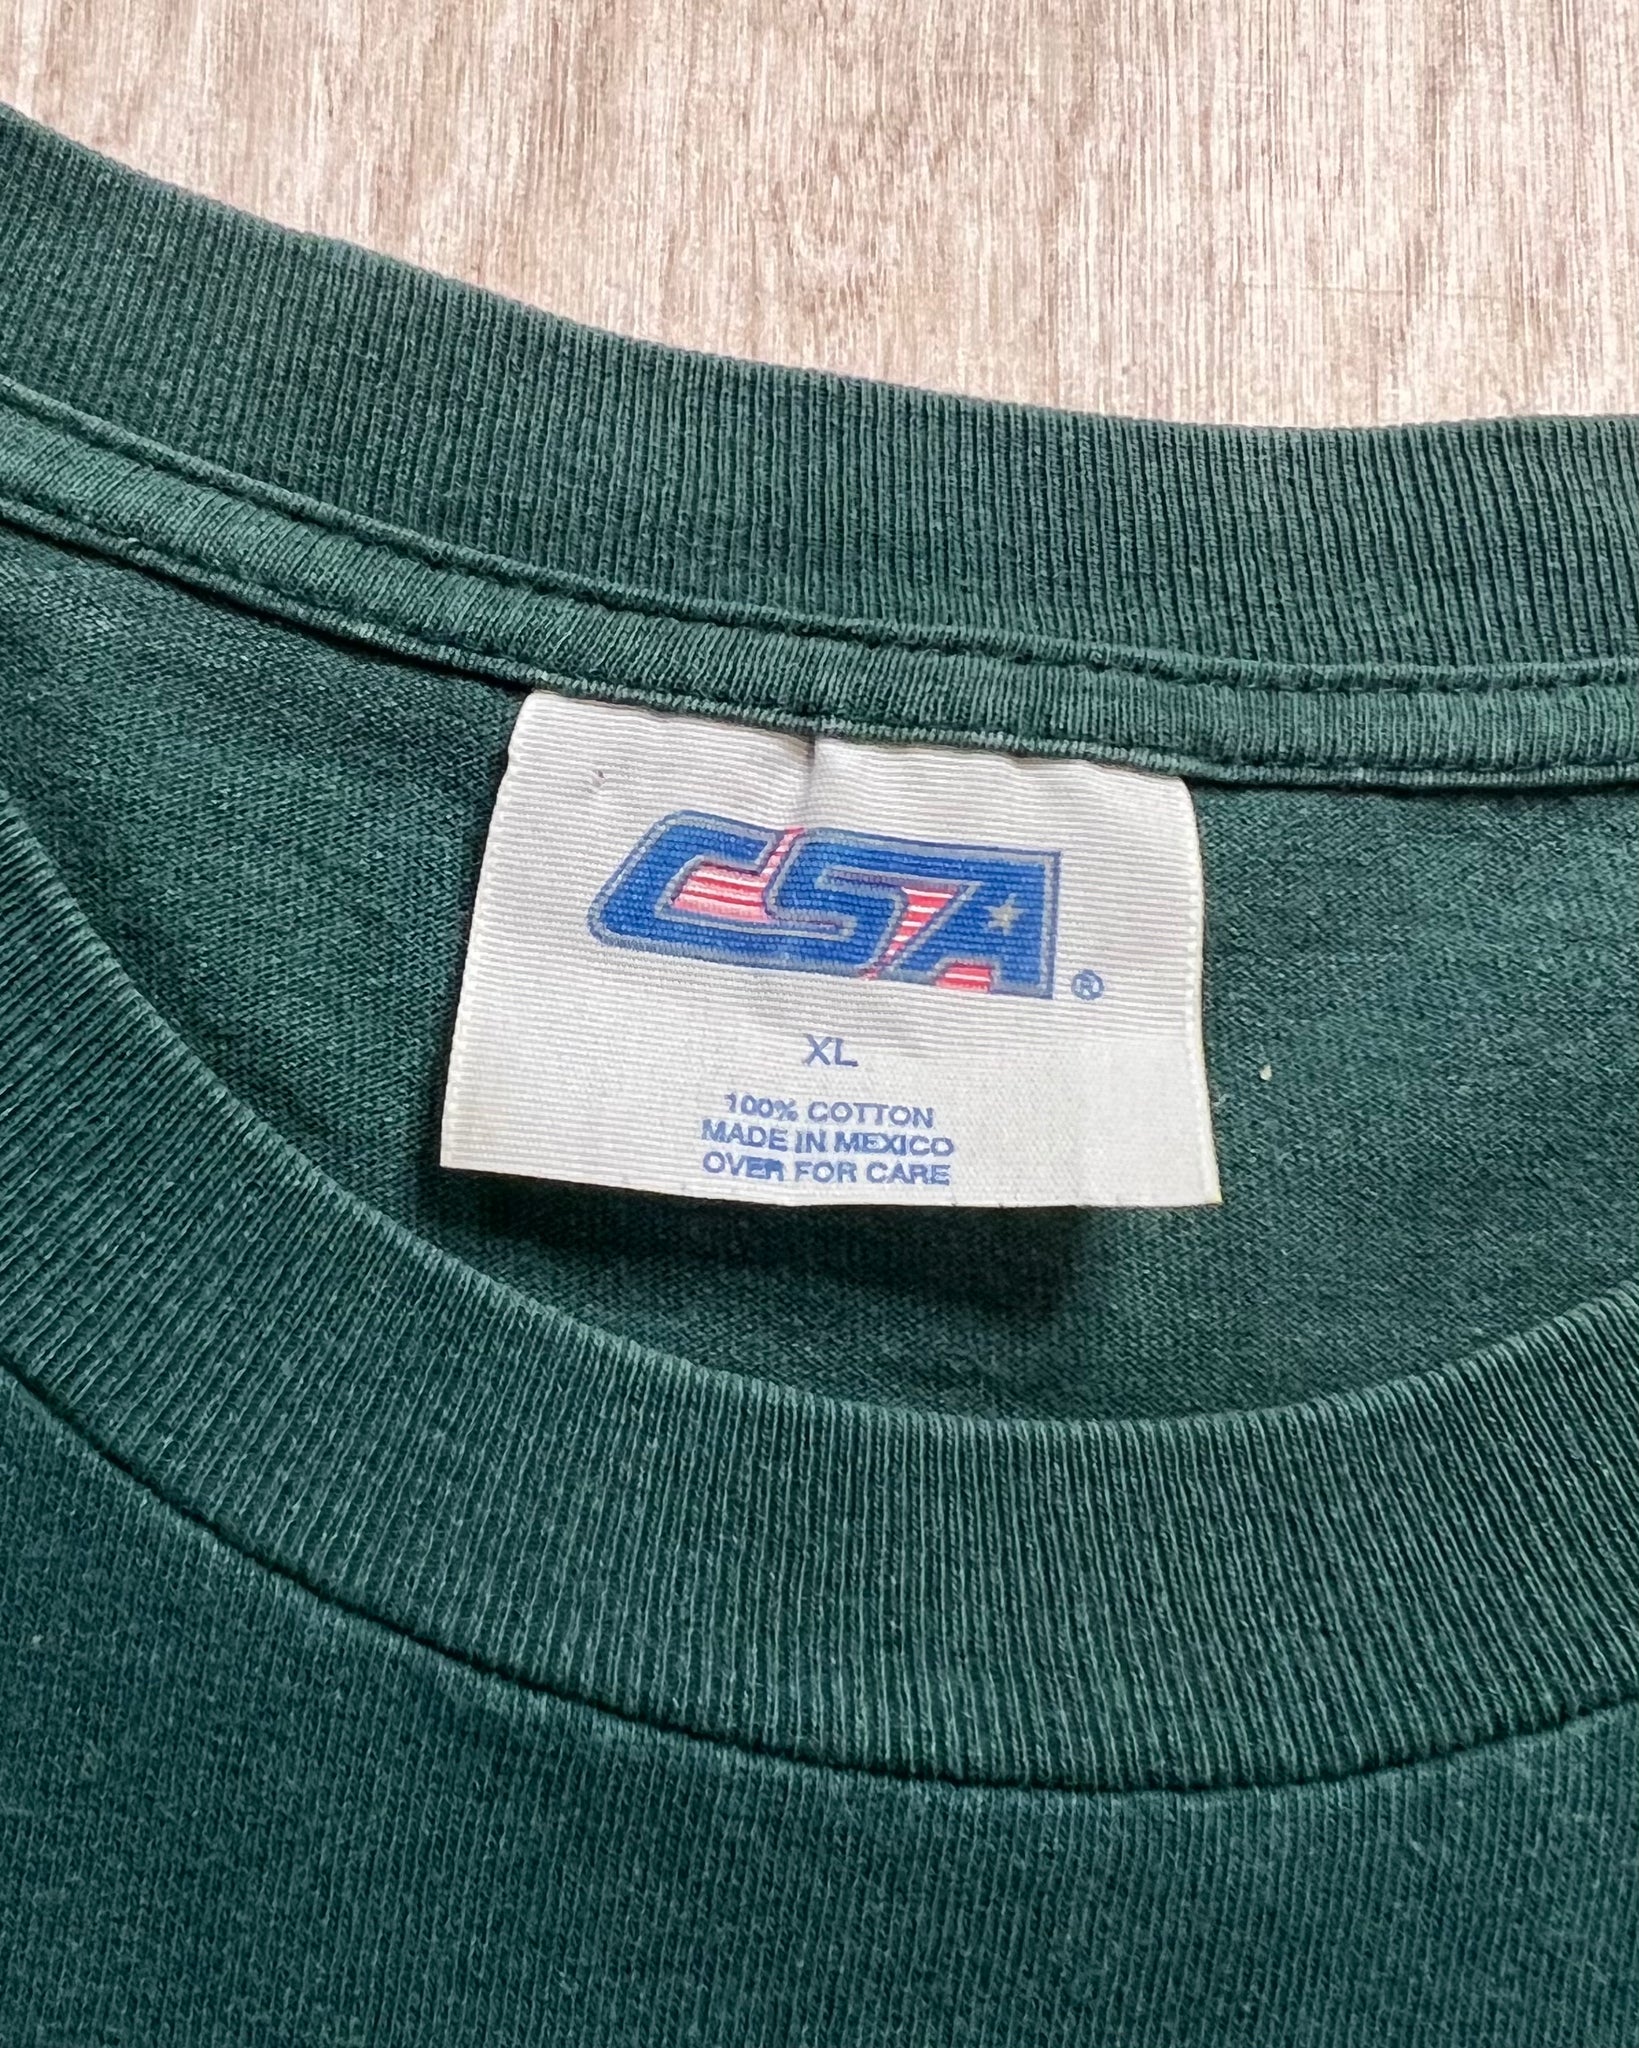 CSA ®
XL
100% COTTON
MADE IN MEXICO
OVER FOR CARE